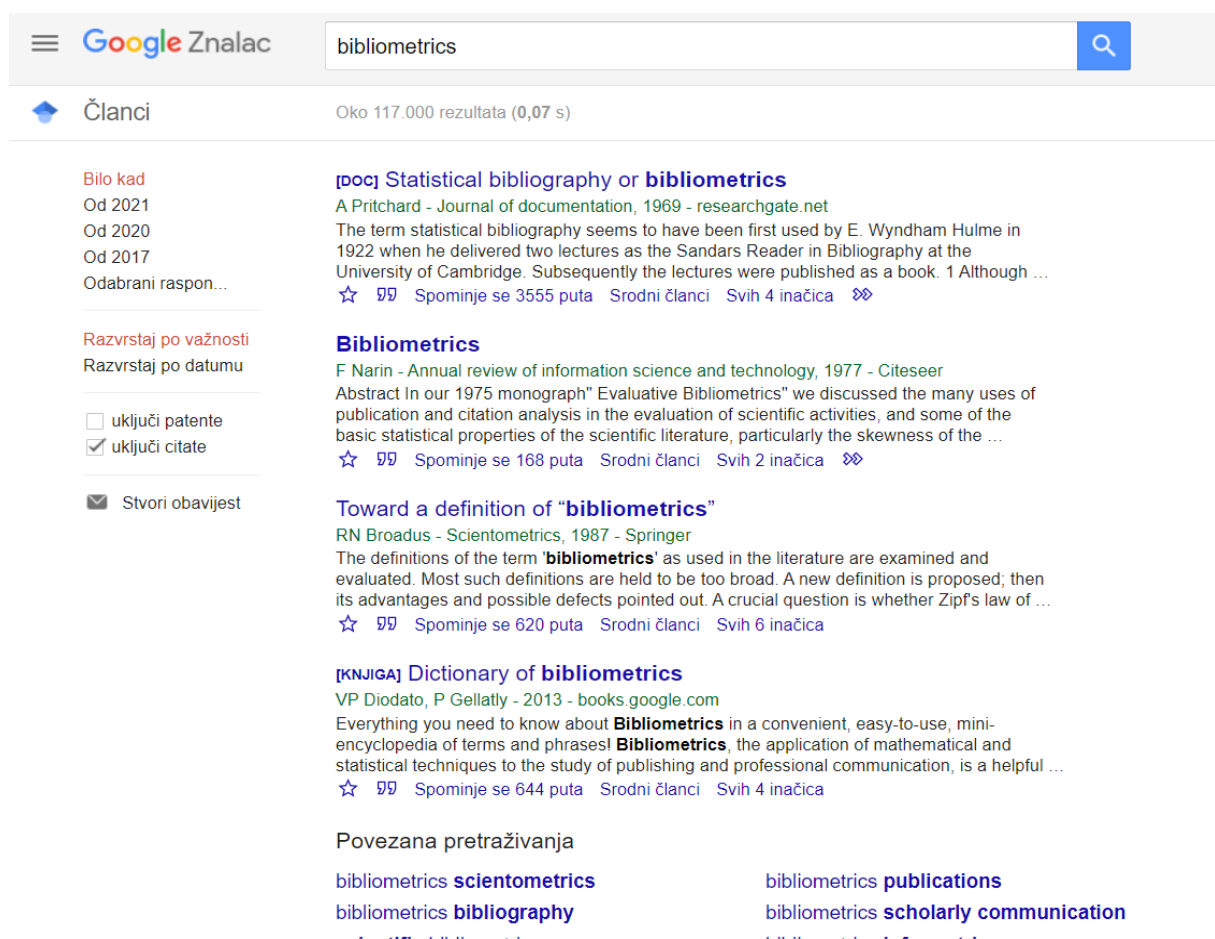 Google Znalac
bibliometrics
Članci
Oko 117.000 rezultata (0,07 s)
Bilo kad
Od 2021
Od 2020
Od 2017
Odabrani raspon...
Razvrstaj po važnosti
Razvrstaj po datumu
uključi patente
uključi citate
Stvori obavijest
[DOC] Statistical bibliography or bibliometrics
A Pritchard - Journal of documentation, 1969 - researchgate.net
The term statistical bibliography seems to have been first used by E. Wyndham Hulme in
1922 when he delivered two lectures as the Sandars Reader in Bibliography at the
University of Cambridge. Subsequently the lectures were published as a book. 1 Although …
Spominje se 3555 puta Srodni članci Svih 4 inačica
Bibliometrics
F Narin - Annual review of information science and technology, 1977 - Citeseer
Abstract In our 1975 monograph" Evaluative Bibliometrics" we discussed the many uses of
publication and citation analysis in the evaluation of scientific activities, and some of the
basic statistical properties of the scientific literature, particularly the skewness of the …
Spominje se 168 puta Srodni članci Svih 2 inačica
Toward a definition of “bibliometrics”
RN Broadus - Scientometrics, 1987 - Springer
The definitions of the term 'bibliometrics' as used in the literature are examined and
evaluated. Most such definitions are held to be too broad. A new definition is proposed; then
its advantages and possible defects pointed out. A crucial question is whether Zipf's law of …
Spominje se 620 puta Srodni članci Svih 6 inačica
[KNJIGA] Dictionary of bibliometrics
VP Diodato, P Gellatly - 2013 - books.google.com
Everything you need to know about Bibliometrics in a convenient, easy-to-use, mini-
encyclopedia of terms and phrases! Bibliometrics, the application of mathematical and
statistical techniques to the study of publishing and professional communication, is a helpful …
Spominje se 644 puta Srodni članci Svih 4 inačica
Povezana pretraživanja
bibliometrics scientometrics
bibliometrics publications
bibliometrics bibliography
bibliometrics scholarly communication